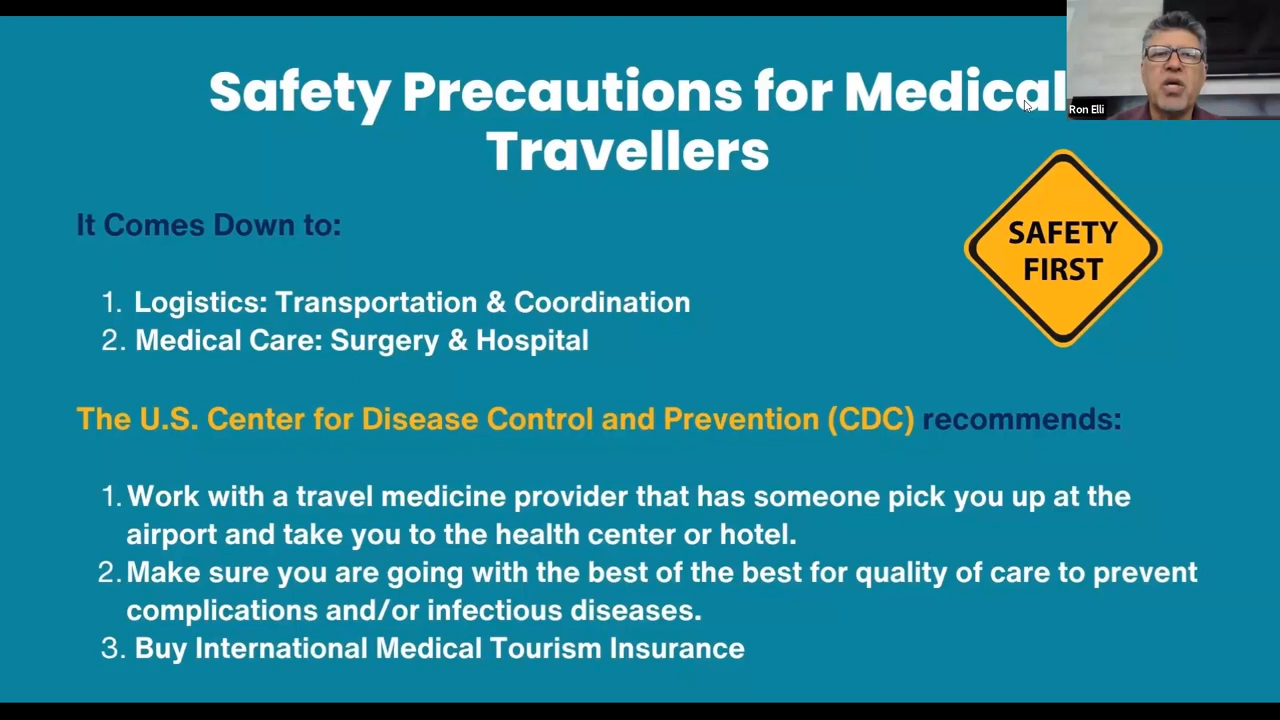 Safety Precautions for Medical
Travellers
Ron Elli
It Comes Down to:
SAFETY
FIRST
1. Logistics: Transportation & Coordination
2. Medical Care: Surgery & Hospital
The U.S. Center for Disease Control and Prevention (CDC) recommends:
1. Work with a travel medicine provider that has someone pick you up at the
airport and take you to the health center or hotel.
2. Make sure you are going with the best of the best for quality of care to prevent
complications and/or infectious diseases.
3. Buy International Medical Tourism Insurance